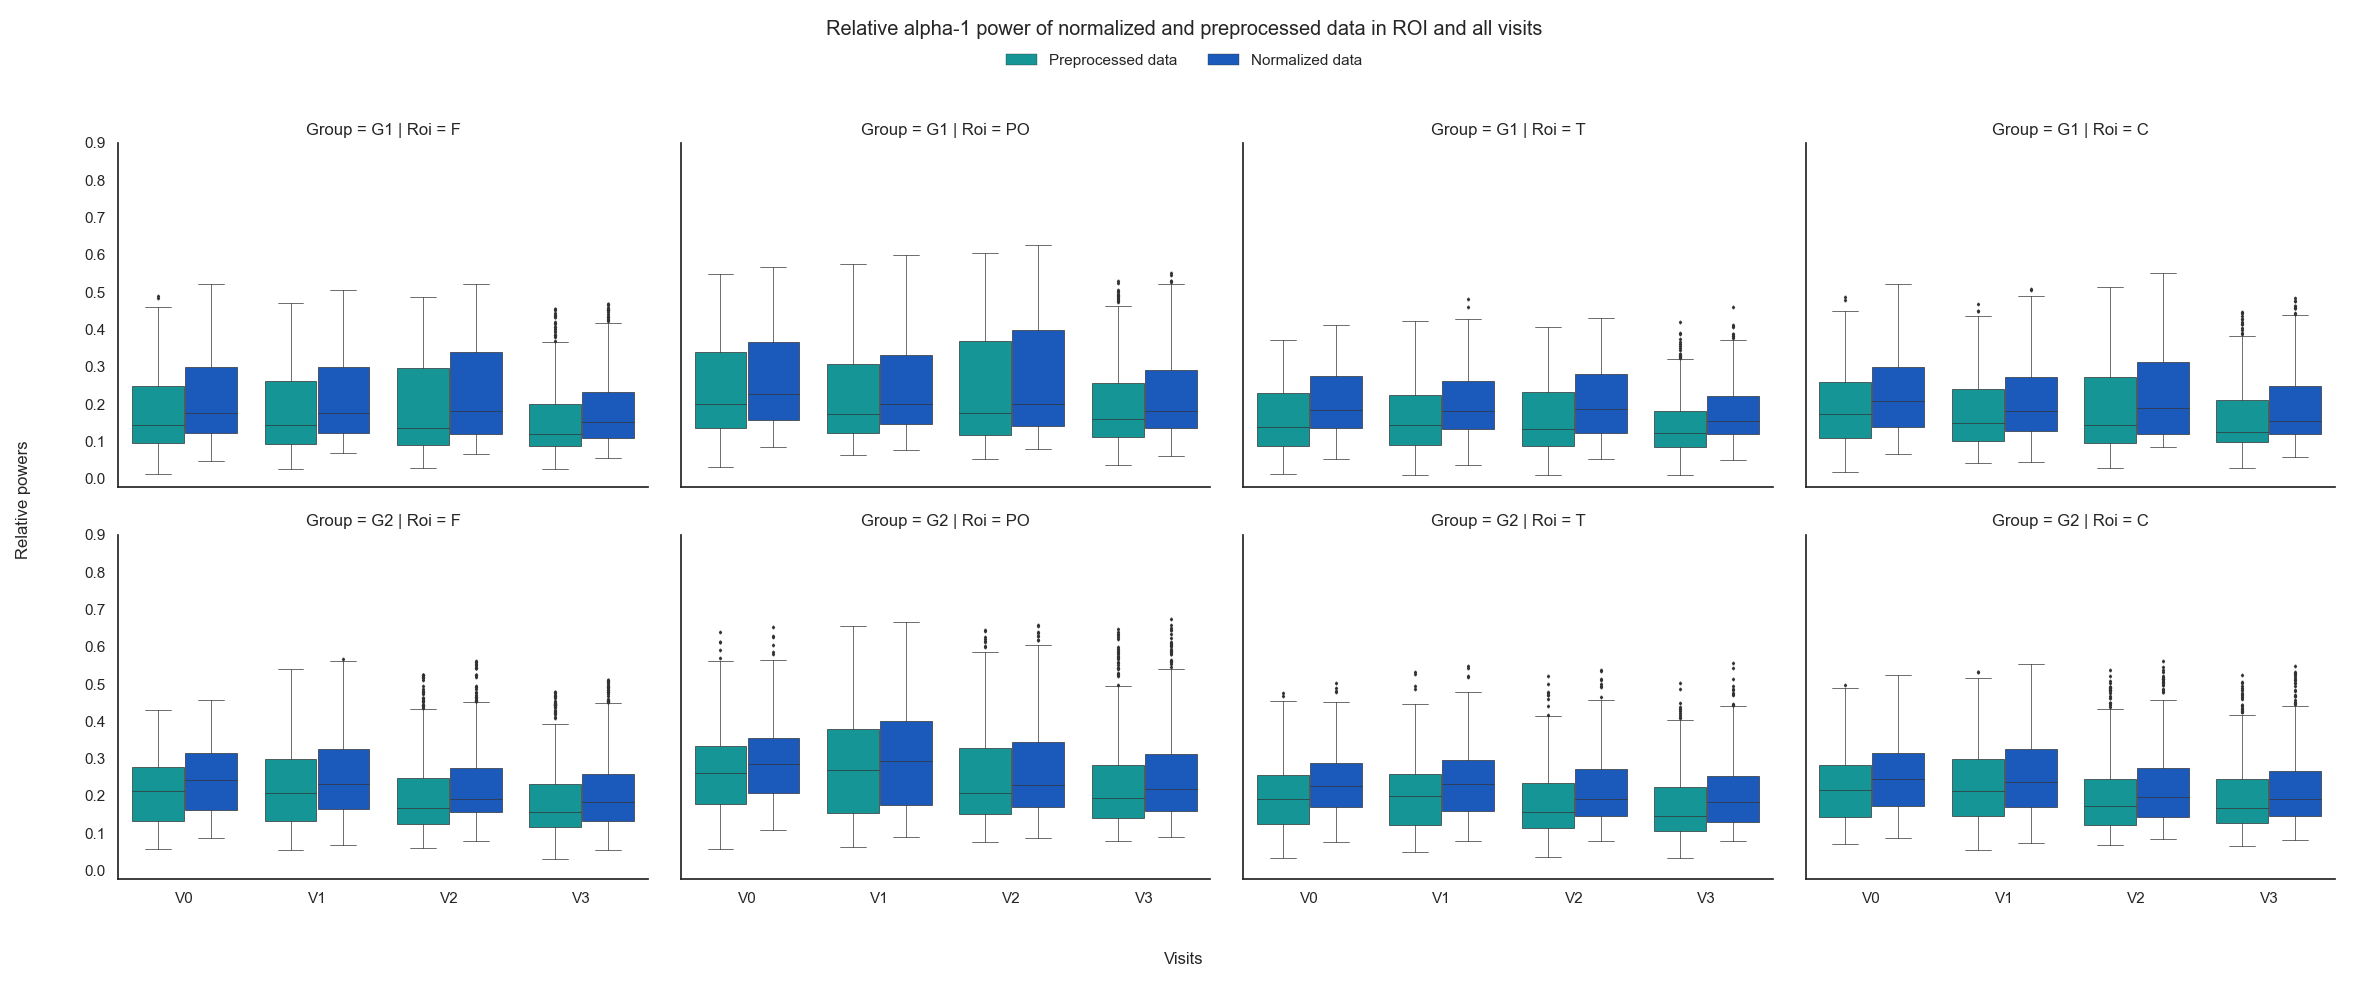 Relative alpha-1 power of normalized and preprocessed data in ROI and all visits
Preprocessed data Normalized data
Group = G1 | Roi = F
Group = G1 | Roi = PO
Group = G1 | Roi = T
Group = G1 | Roi = C
0.9
0.8
0.7
0.6
0.5
0.4
0.3
0.2
0.1
0.0
Relative powers
Group = G2 | Roi = F
Group = G2 | Roi = PO
Group = G2 | Roi = T
Group = G2 | Roi = C
0.9
0.8
0.7
0.6
0.5
0.4
0.3
0.2
0.1
0.0
V0 V1 V2 V3
V0 V1 V2 V3
V0 V1 V2 V3
V0 V1 V2 V3
Visits